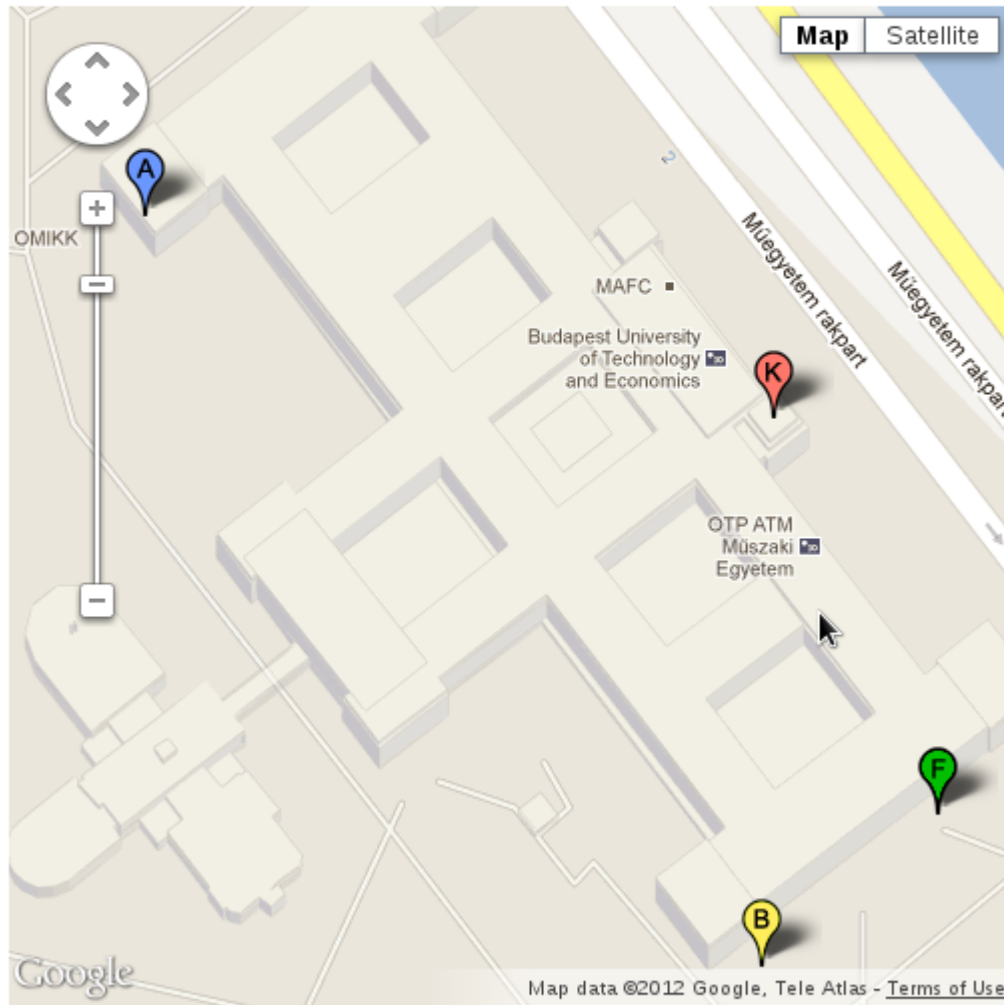 Map
Satellite
A
+
OMIKK
−
2
Műegyetem rakpart
Műegyetem rakpart
MAFC
Budapest University
of Technology
and Economics
K
OTP ATM
Műszaki
Egyetem
−
F
B
Google
Map data ©2012 Google, Tele Atlas - Terms of Use